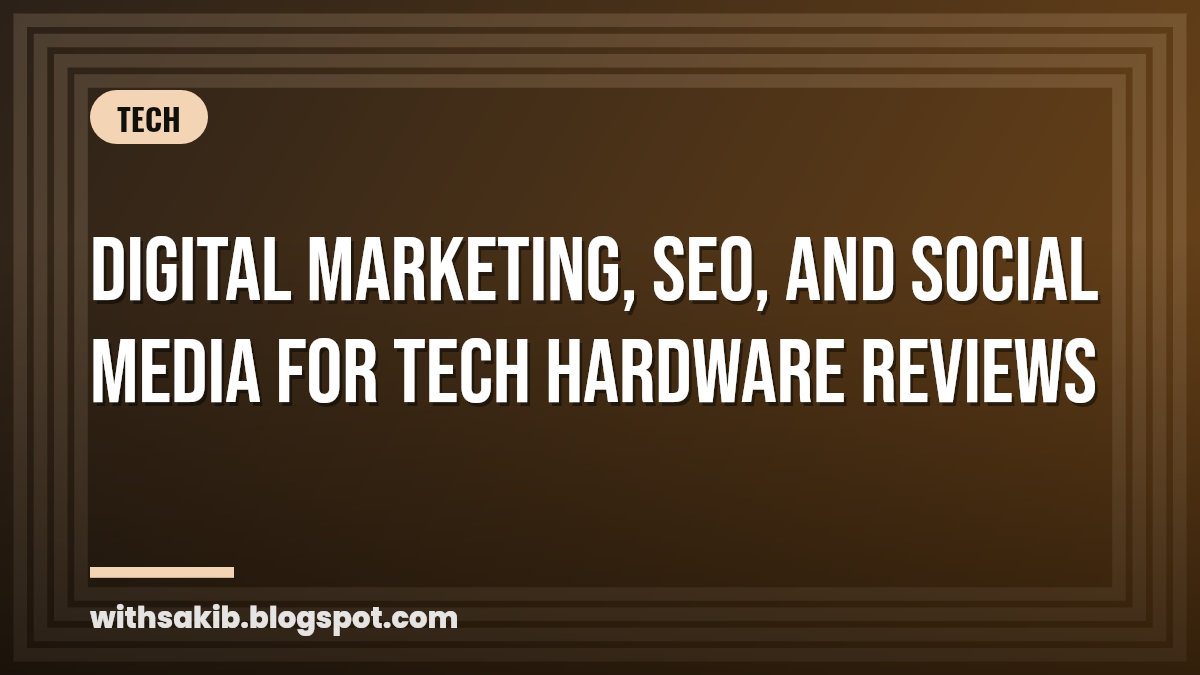 TECH
DIGITAL MARKETING, SEO, AND SOCIAL
MEDIA FOR TECH HARDWARE REVIEWS
withsakib.blogspot.com